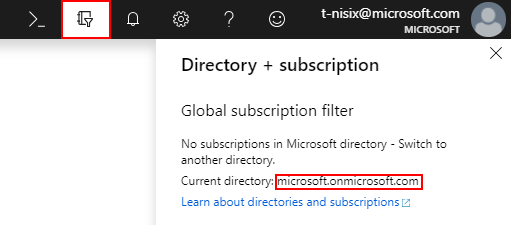 t-nisix@microsoft.com
MICROSOFT
Directory + subscription
Global subscription filter
No subscriptions in Microsoft directory - Switch to
another directory.
Current directory: microsoft.onmicrosoft.com
Learn about directories and subscriptions